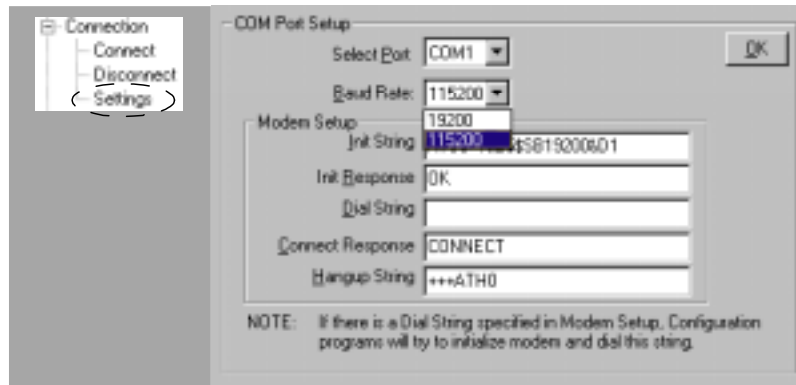 Connection
Connect
Disconnect
Settings
COM Port Setup
Select Port COM1
OK
Baud Rate: 115200
19200
115200
Modem Setup
Init String $SB19200&D1
Init Response OK
Dial String
Connect Response CONNECT
Hangup String +++ATH0
NOTE: If there is a Dial String specified in Modem Setup, Configuration
programs will try to initialize modem and dial this string.